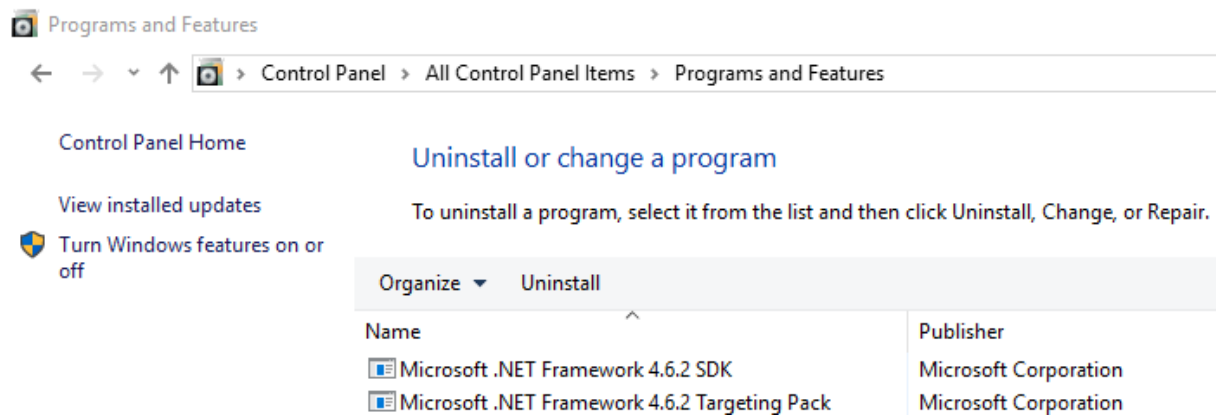 Programs and Features
Control Panel > All Control Panel Items > Programs and Features
Control Panel Home
View installed updates
Turn Windows features on or
off
Uninstall or change a program
To uninstall a program, select it from the list and then click Uninstall, Change, or Repair.
Organize Uninstall
Name Publisher
Microsoft .NET Framework 4.6.2 SDK Microsoft Corporation
Microsoft .NET Framework 4.6.2 Targeting Pack Microsoft Corporation